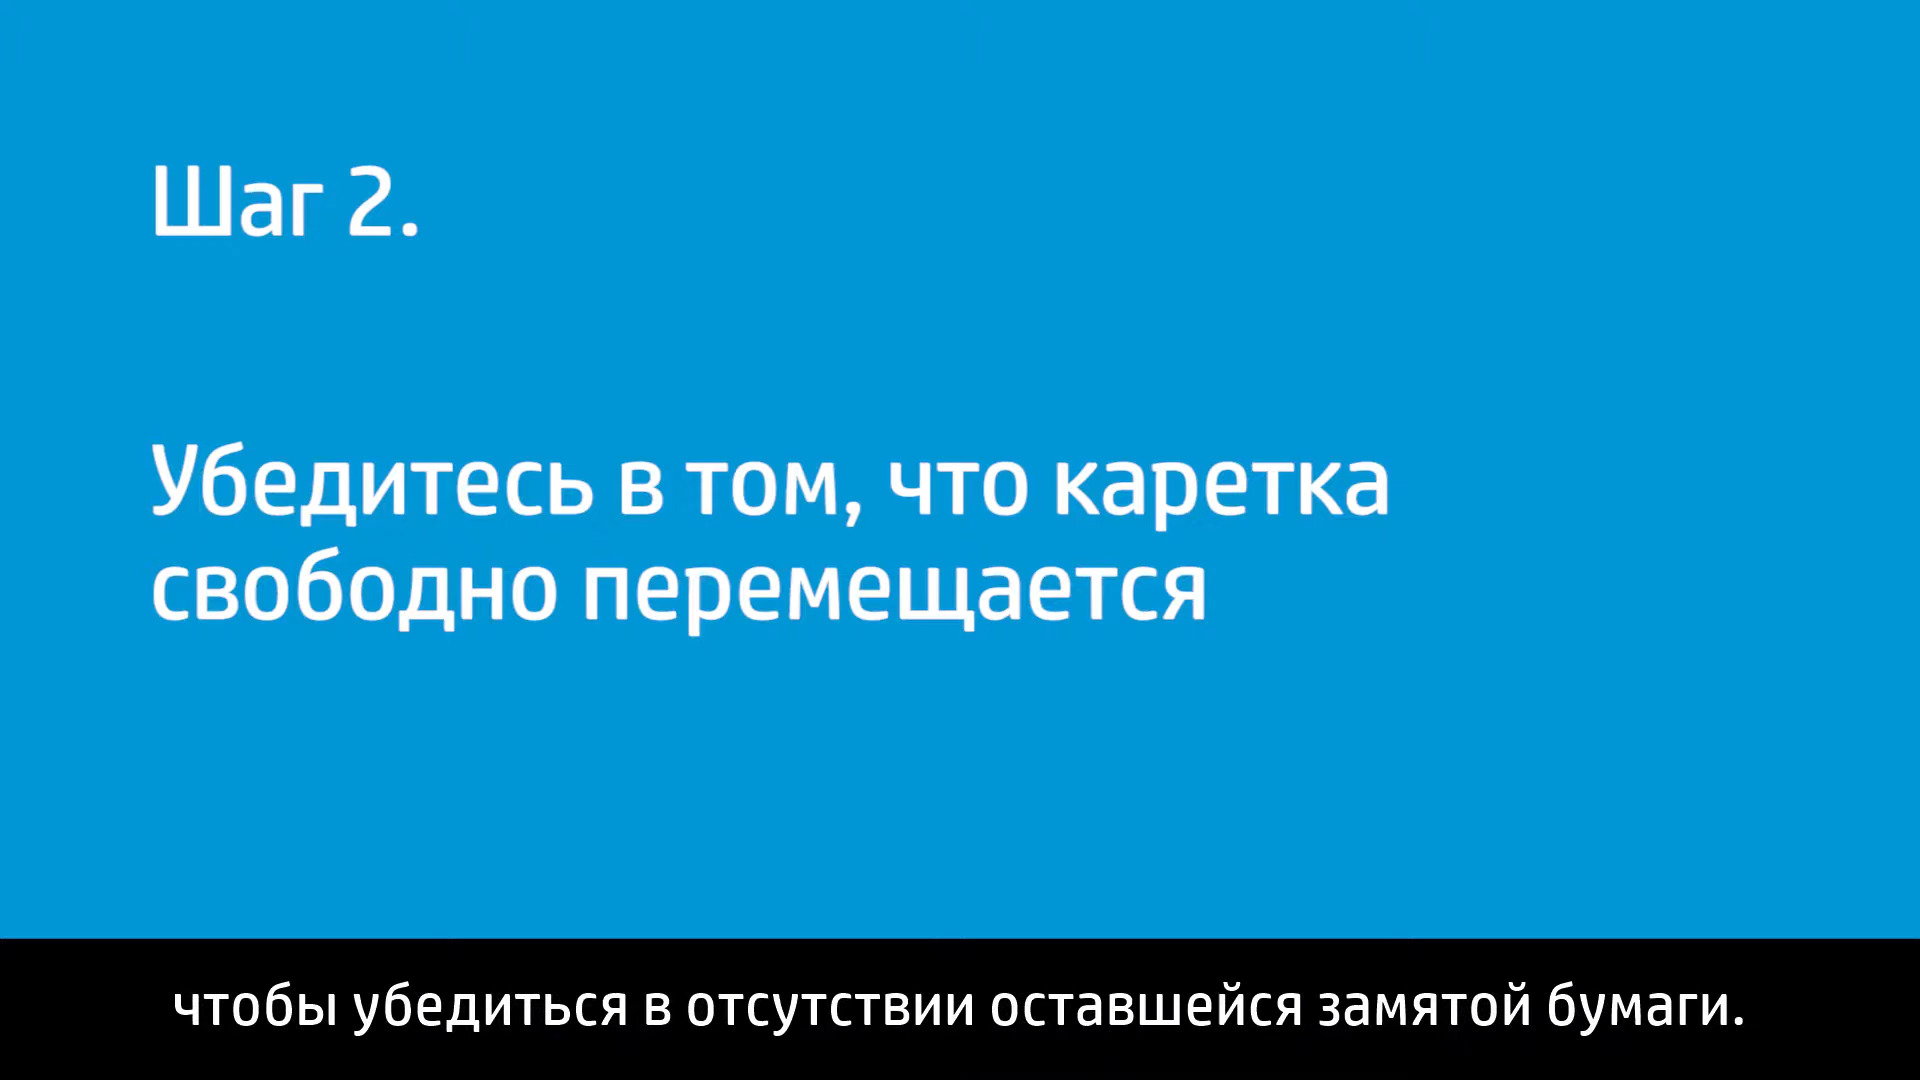 Шаг 2.
Убедитесь в том, что каретка
свободно перемещается
чтобы убедиться в отсутствии оставшейся замятой бумаги.